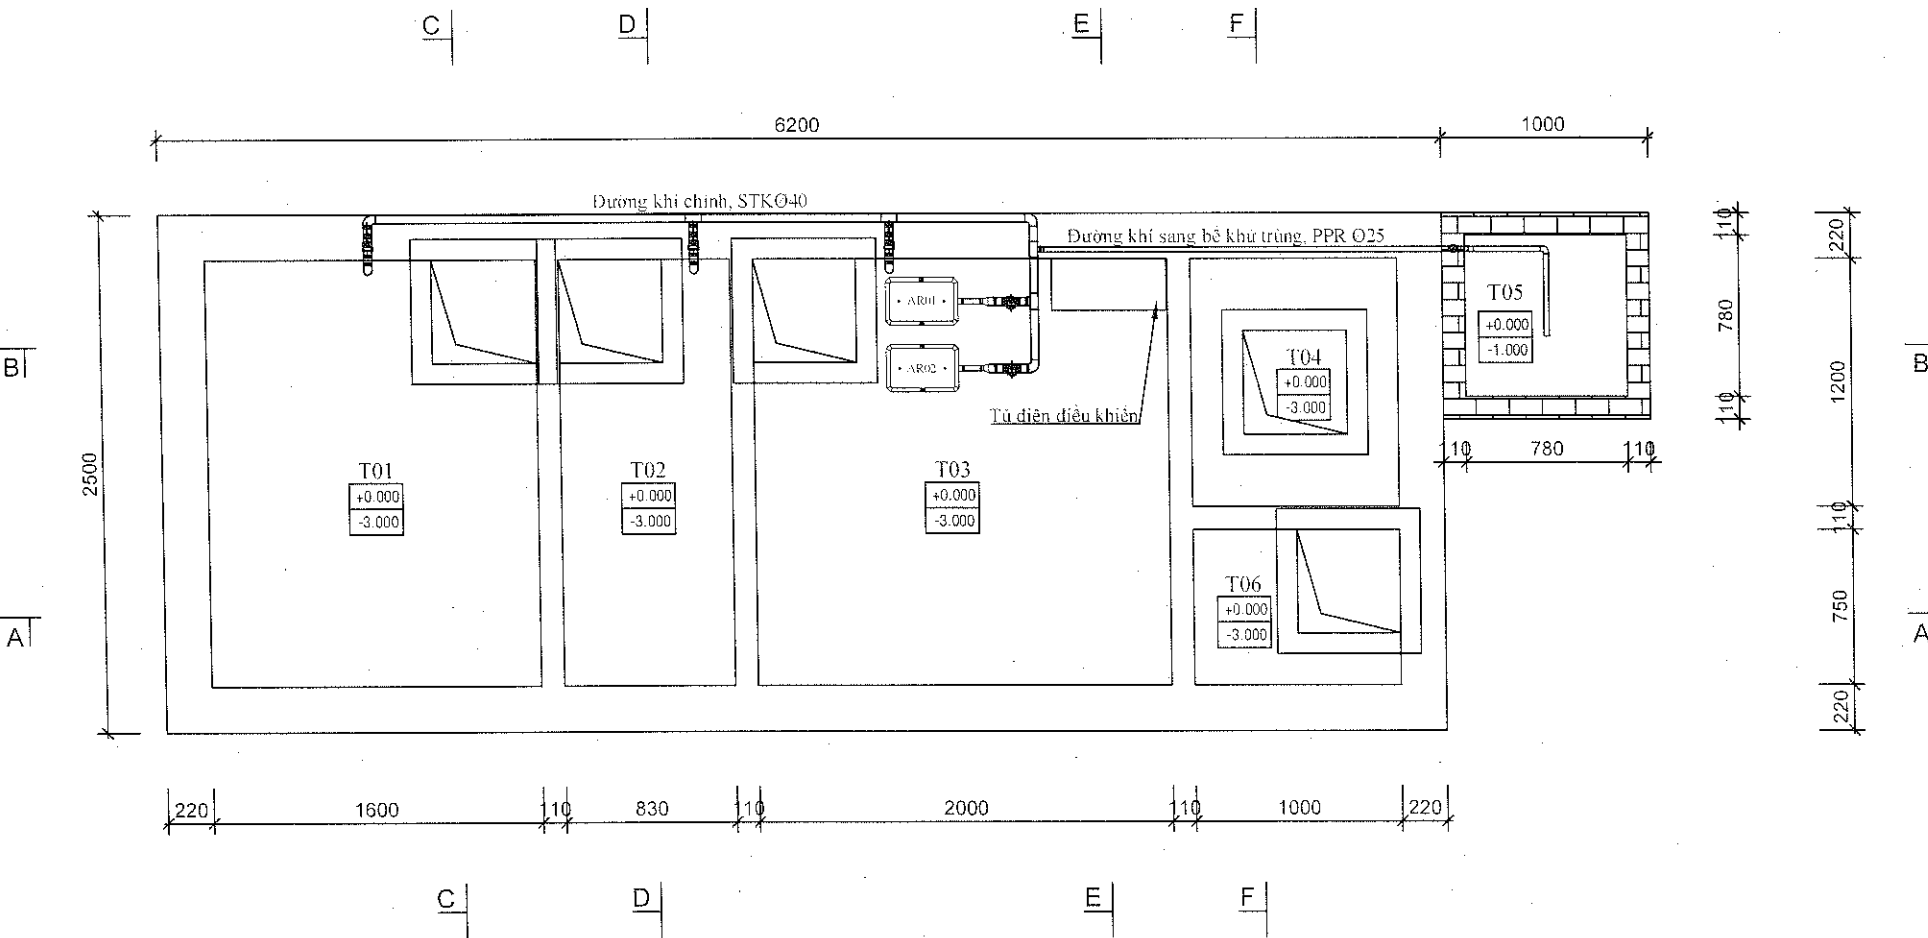 C
D
E
F
6200
1000
Đường khí chính, STKØ40
Đường khí sang bể khử trùng, PPR Ø25
110
220
T05
+0.000
-1.000
AR01
780
B
B
T04
+0.000
-3.000
AR02
1200
110
Tủ điện điều khiển
110
780
110
2500
T01
+0.000
-3.000
T02
+0.000
-3.000
T03
+0.000
-3.000
110
T06
+0.000
-3.000
750
A
A
220
220
1600
110
830
110
2000
110
1000
220
C
D
E
F